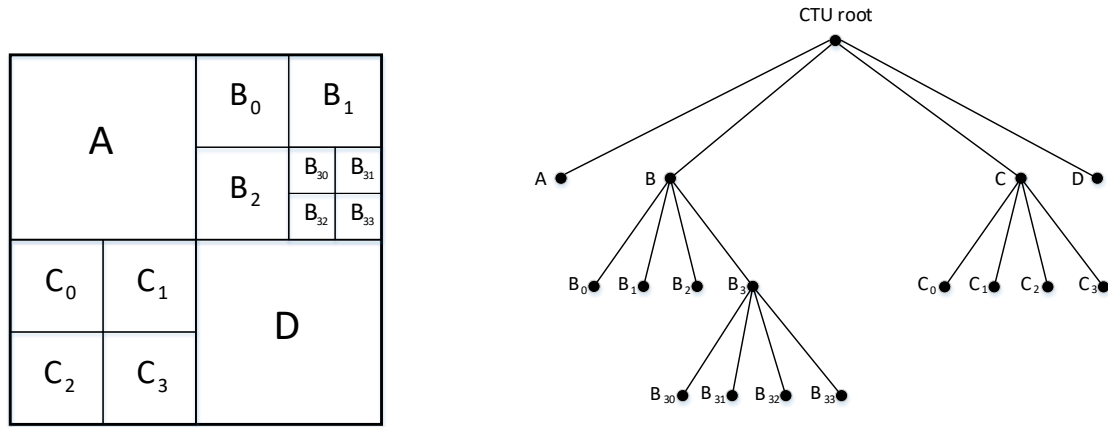 CTU root
A
B₀
B₁
B₂
B₃₀
B₃₁
B₃₂
B₃₃
C₀
C₁
C₂
C₃
D
A
B
C
D
B₀
B₁
B₂
B₃
C₀
C₁
C₂
C₃
B₃₀
B₃₁
B₃₂
B₃₃